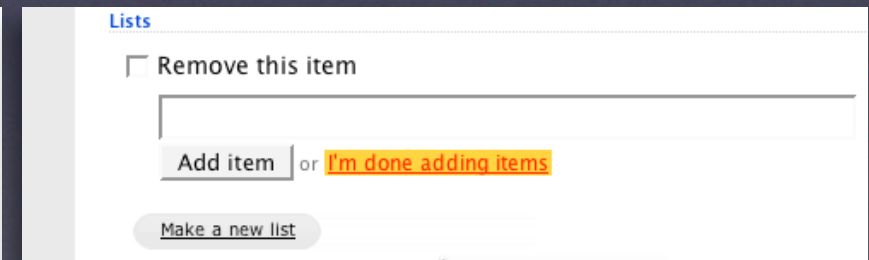 Lists
Remove this item
Add item or I'm done adding items
Make a new list